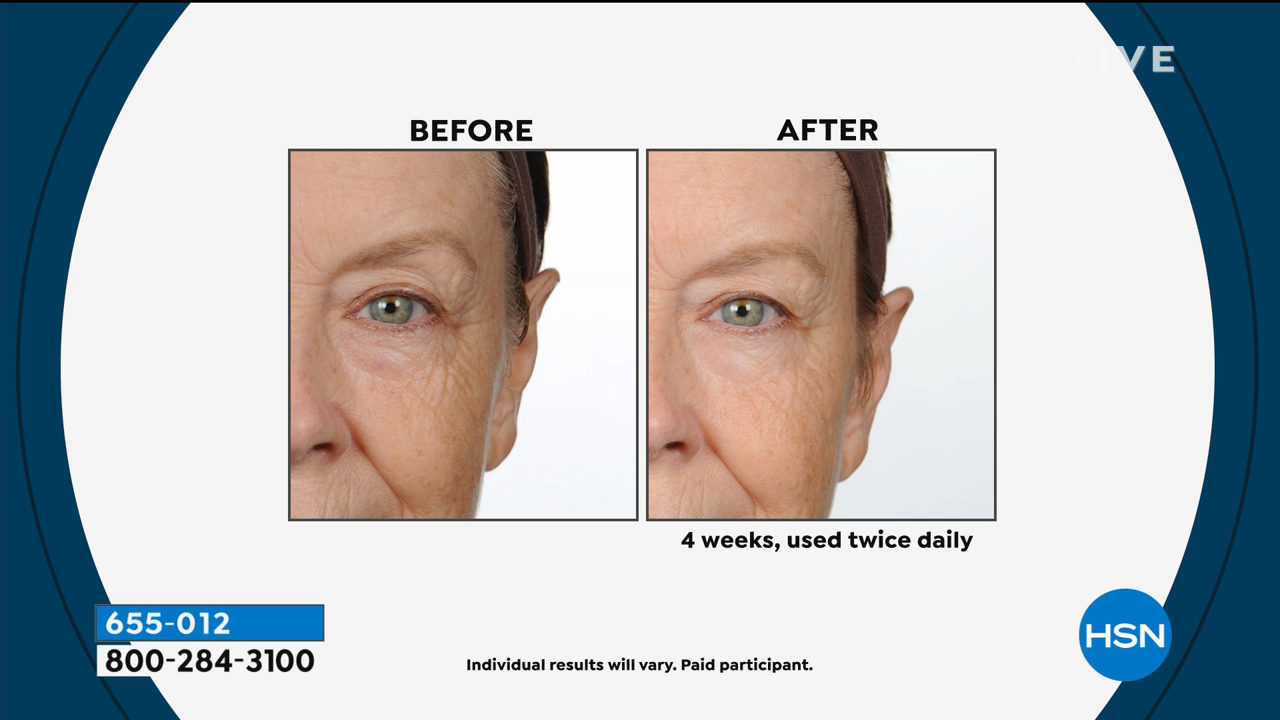 LIVE
BEFORE
AFTER
4 weeks, used twice daily
655-012
800-284-3100
Individual results will vary. Paid participant.
HSN